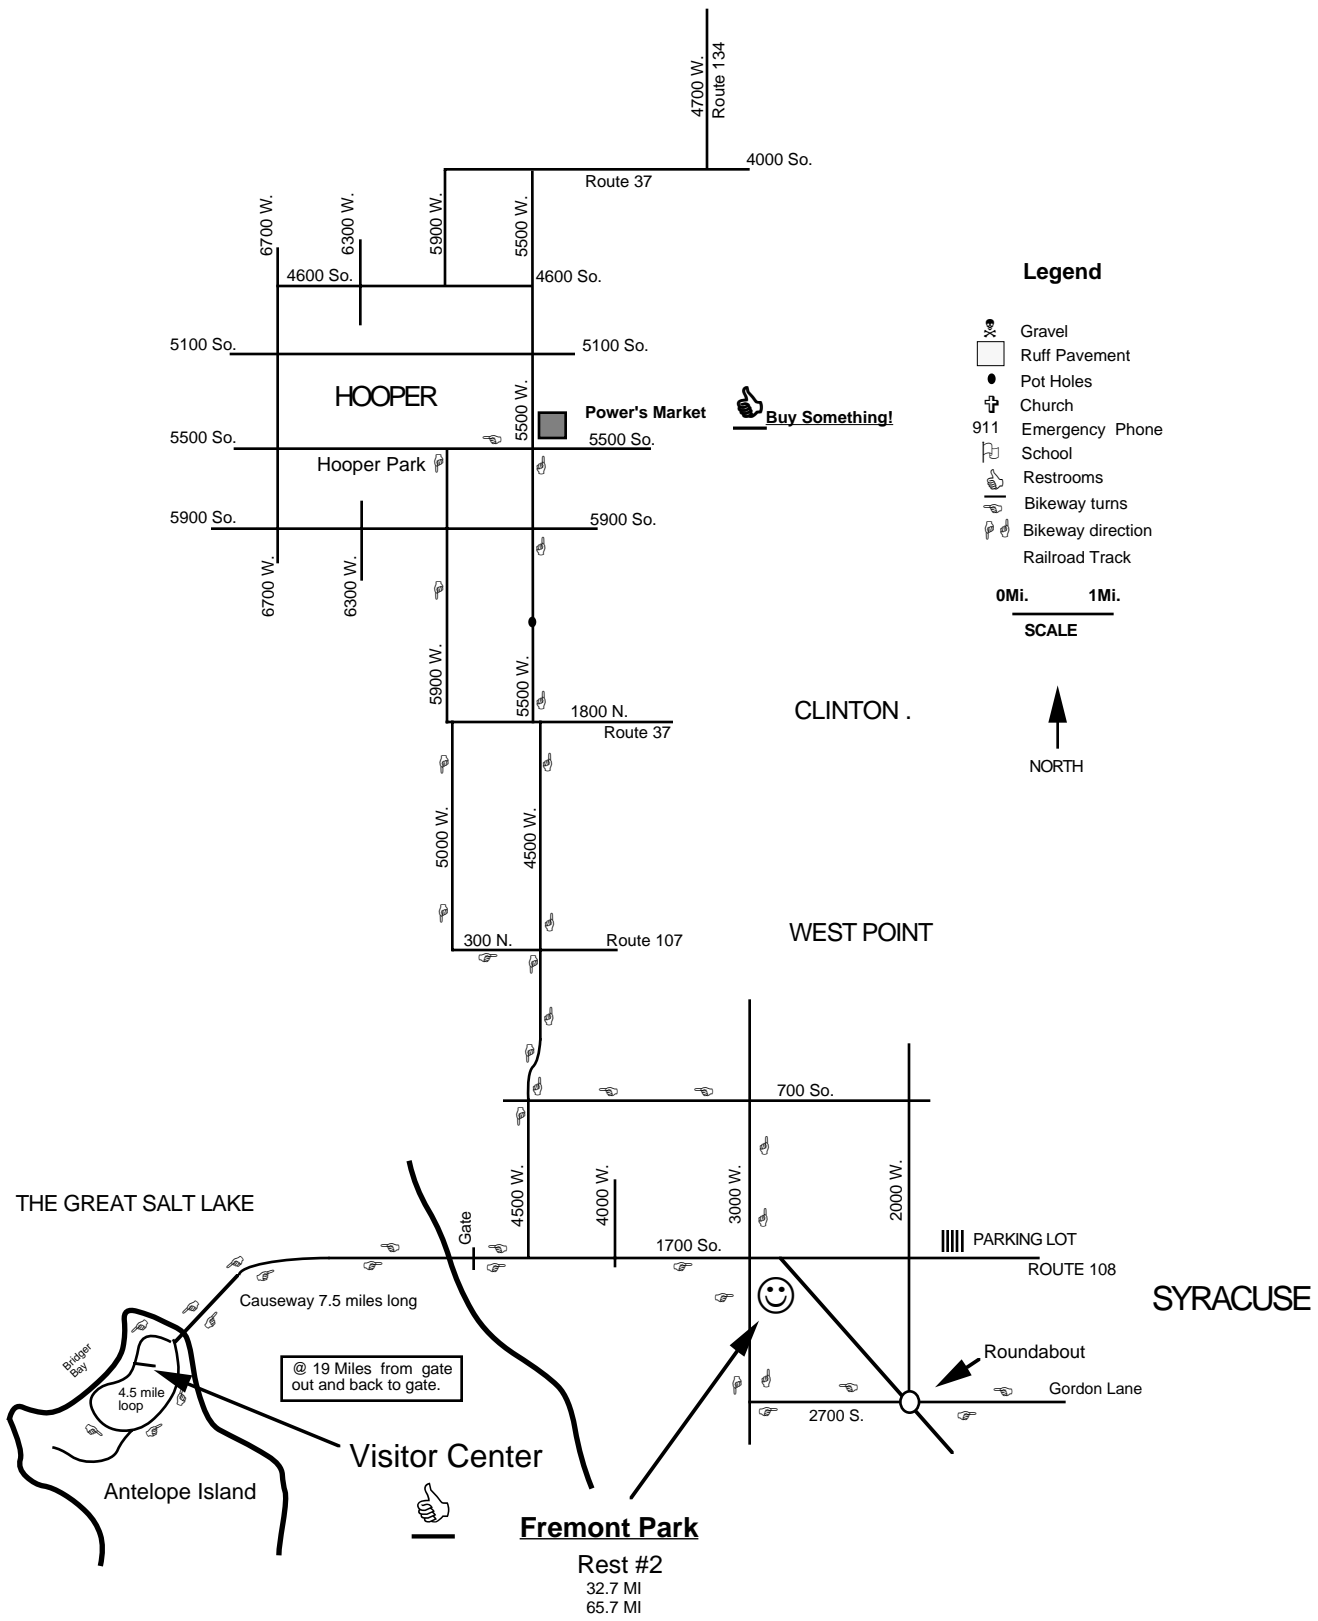 4700 W.
Route 134
4000 So.
Route 37
6700 W.
6300 W.
5900 W.
5500 W.
4600 So.
4600 So.
5100 So.
5100 So.
HOOPER
5500 W.
Power's Market
Buy Something!
5500 So.
5500 So.
Hooper Park
5900 So.
5900 So.
6700 W.
6300 W.
5900 W.
5500 W.
1800 N.
Route 37
Legend
Gravel
Ruff Pavement
Pot Holes
Church
911 Emergency Phone
School
Restrooms
Bikeway turns
Bikeway direction
Railroad Track
0Mi. 1Mi.
SCALE
NORTH
CLINTON .
5000 W.
4500 W.
300 N.
Route 107
WEST POINT
700 So.
4500 W.
4000 W.
3000 W.
2000 W.
THE GREAT SALT LAKE
Gate
1700 So.
PARKING LOT
ROUTE 108
SYRACUSE
Causeway 7.5 miles long
Bridger
Bay
@ 19 Miles from gate
out and back to gate.
4.5 mile
loop
Roundabout
Gordon Lane
2700 S.
Visitor Center
Antelope Island
Fremont Park
Rest #2
32.7 MI
65.7 MI